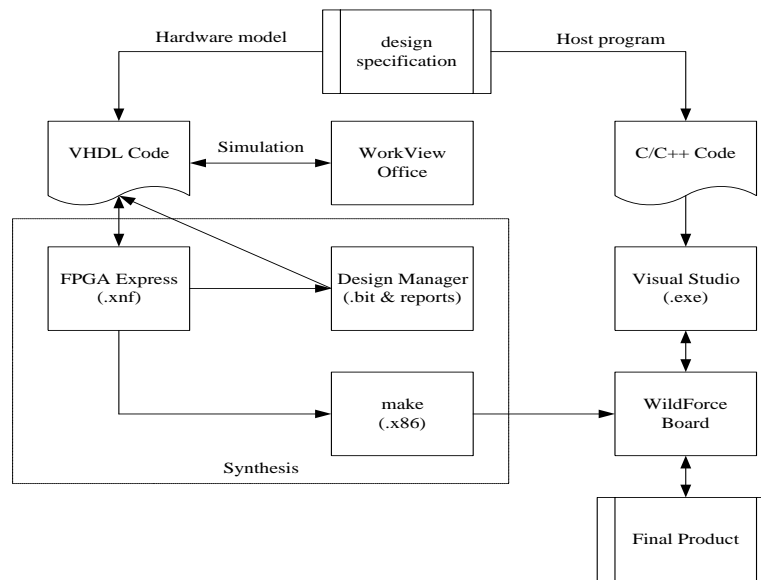 Hardware model
design
specification
Host program
VHDL Code
Simulation
WorkView
Office
C/C++ Code
FPGA Express
(.xnf)
Design Manager
(.bit & reports)
Visual Studio
(.exe)
make
(.x86)
WildForce
Board
Synthesis
Final Product